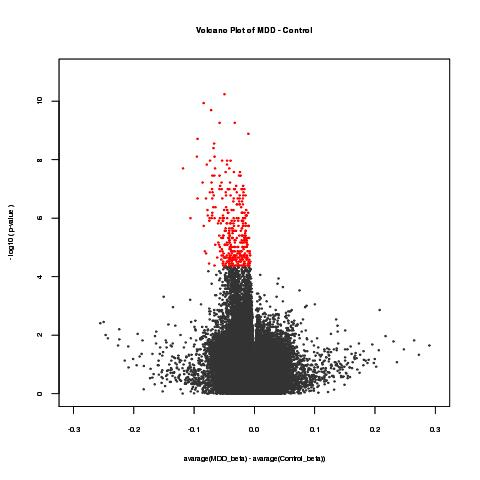 Volcano Plot of MDD - Control
10
8
6
4
2
0
-log10 ( p-value )
-0.3 -0.2 -0.1 0.0 0.1 0.2 0.3
avarage(MDD_beta) - avarage(Control_beta))